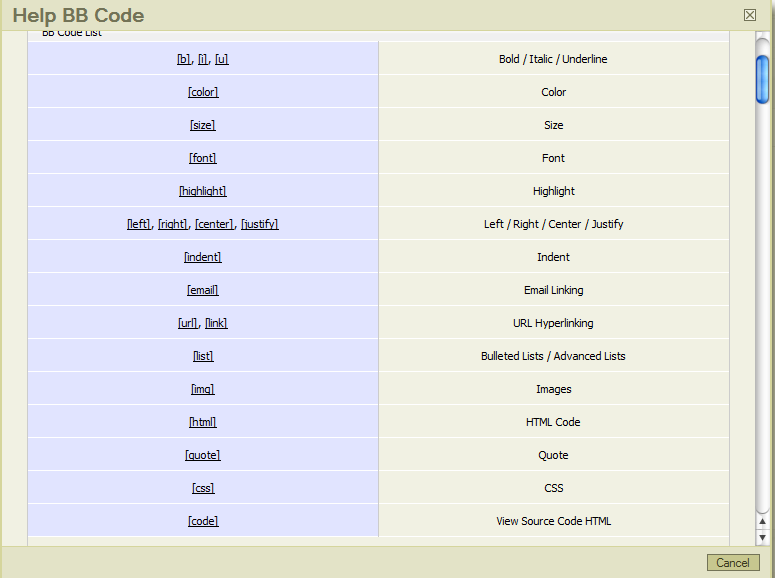 Help BB Code
BB Code List
[b], [i], [u] Bold / Italic / Underline
[color] Color
[size] Size
[font] Font
[highlight] Highlight
[left], [right], [center], [justify] Left / Right / Center / Justify
[indent] Indent
[email] Email Linking
[url], [link] URL Hyperlinking
[list] Bulleted Lists / Advanced Lists
[img] Images
[html] HTML Code
[quote] Quote
[css] CSS
[code] View Source Code HTML
Cancel